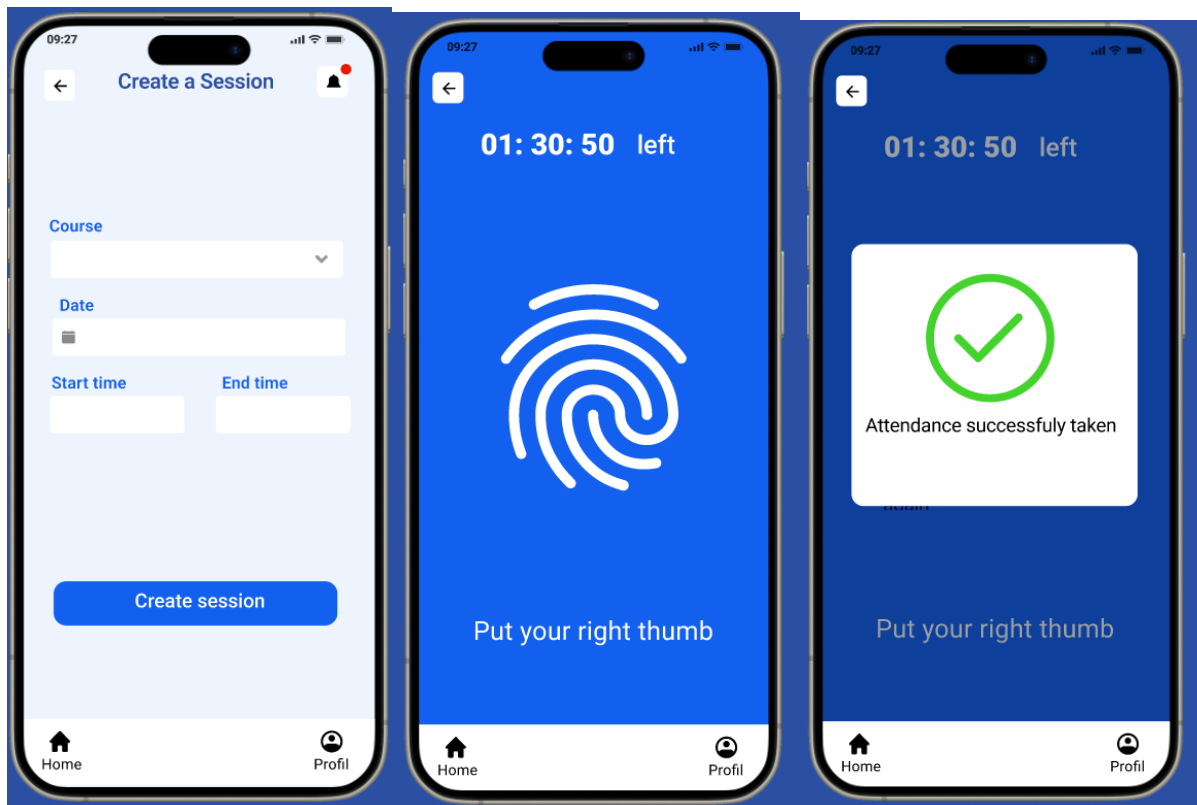 09:27
Create a Session
Course
Date
Start time End time
Create session
Home Profil
09:27
01: 30: 50 left
Put your right thumb
Home Profil
09:27
01: 30: 50 left
Attendance successfuly taken
Put your right thumb
Home Profil